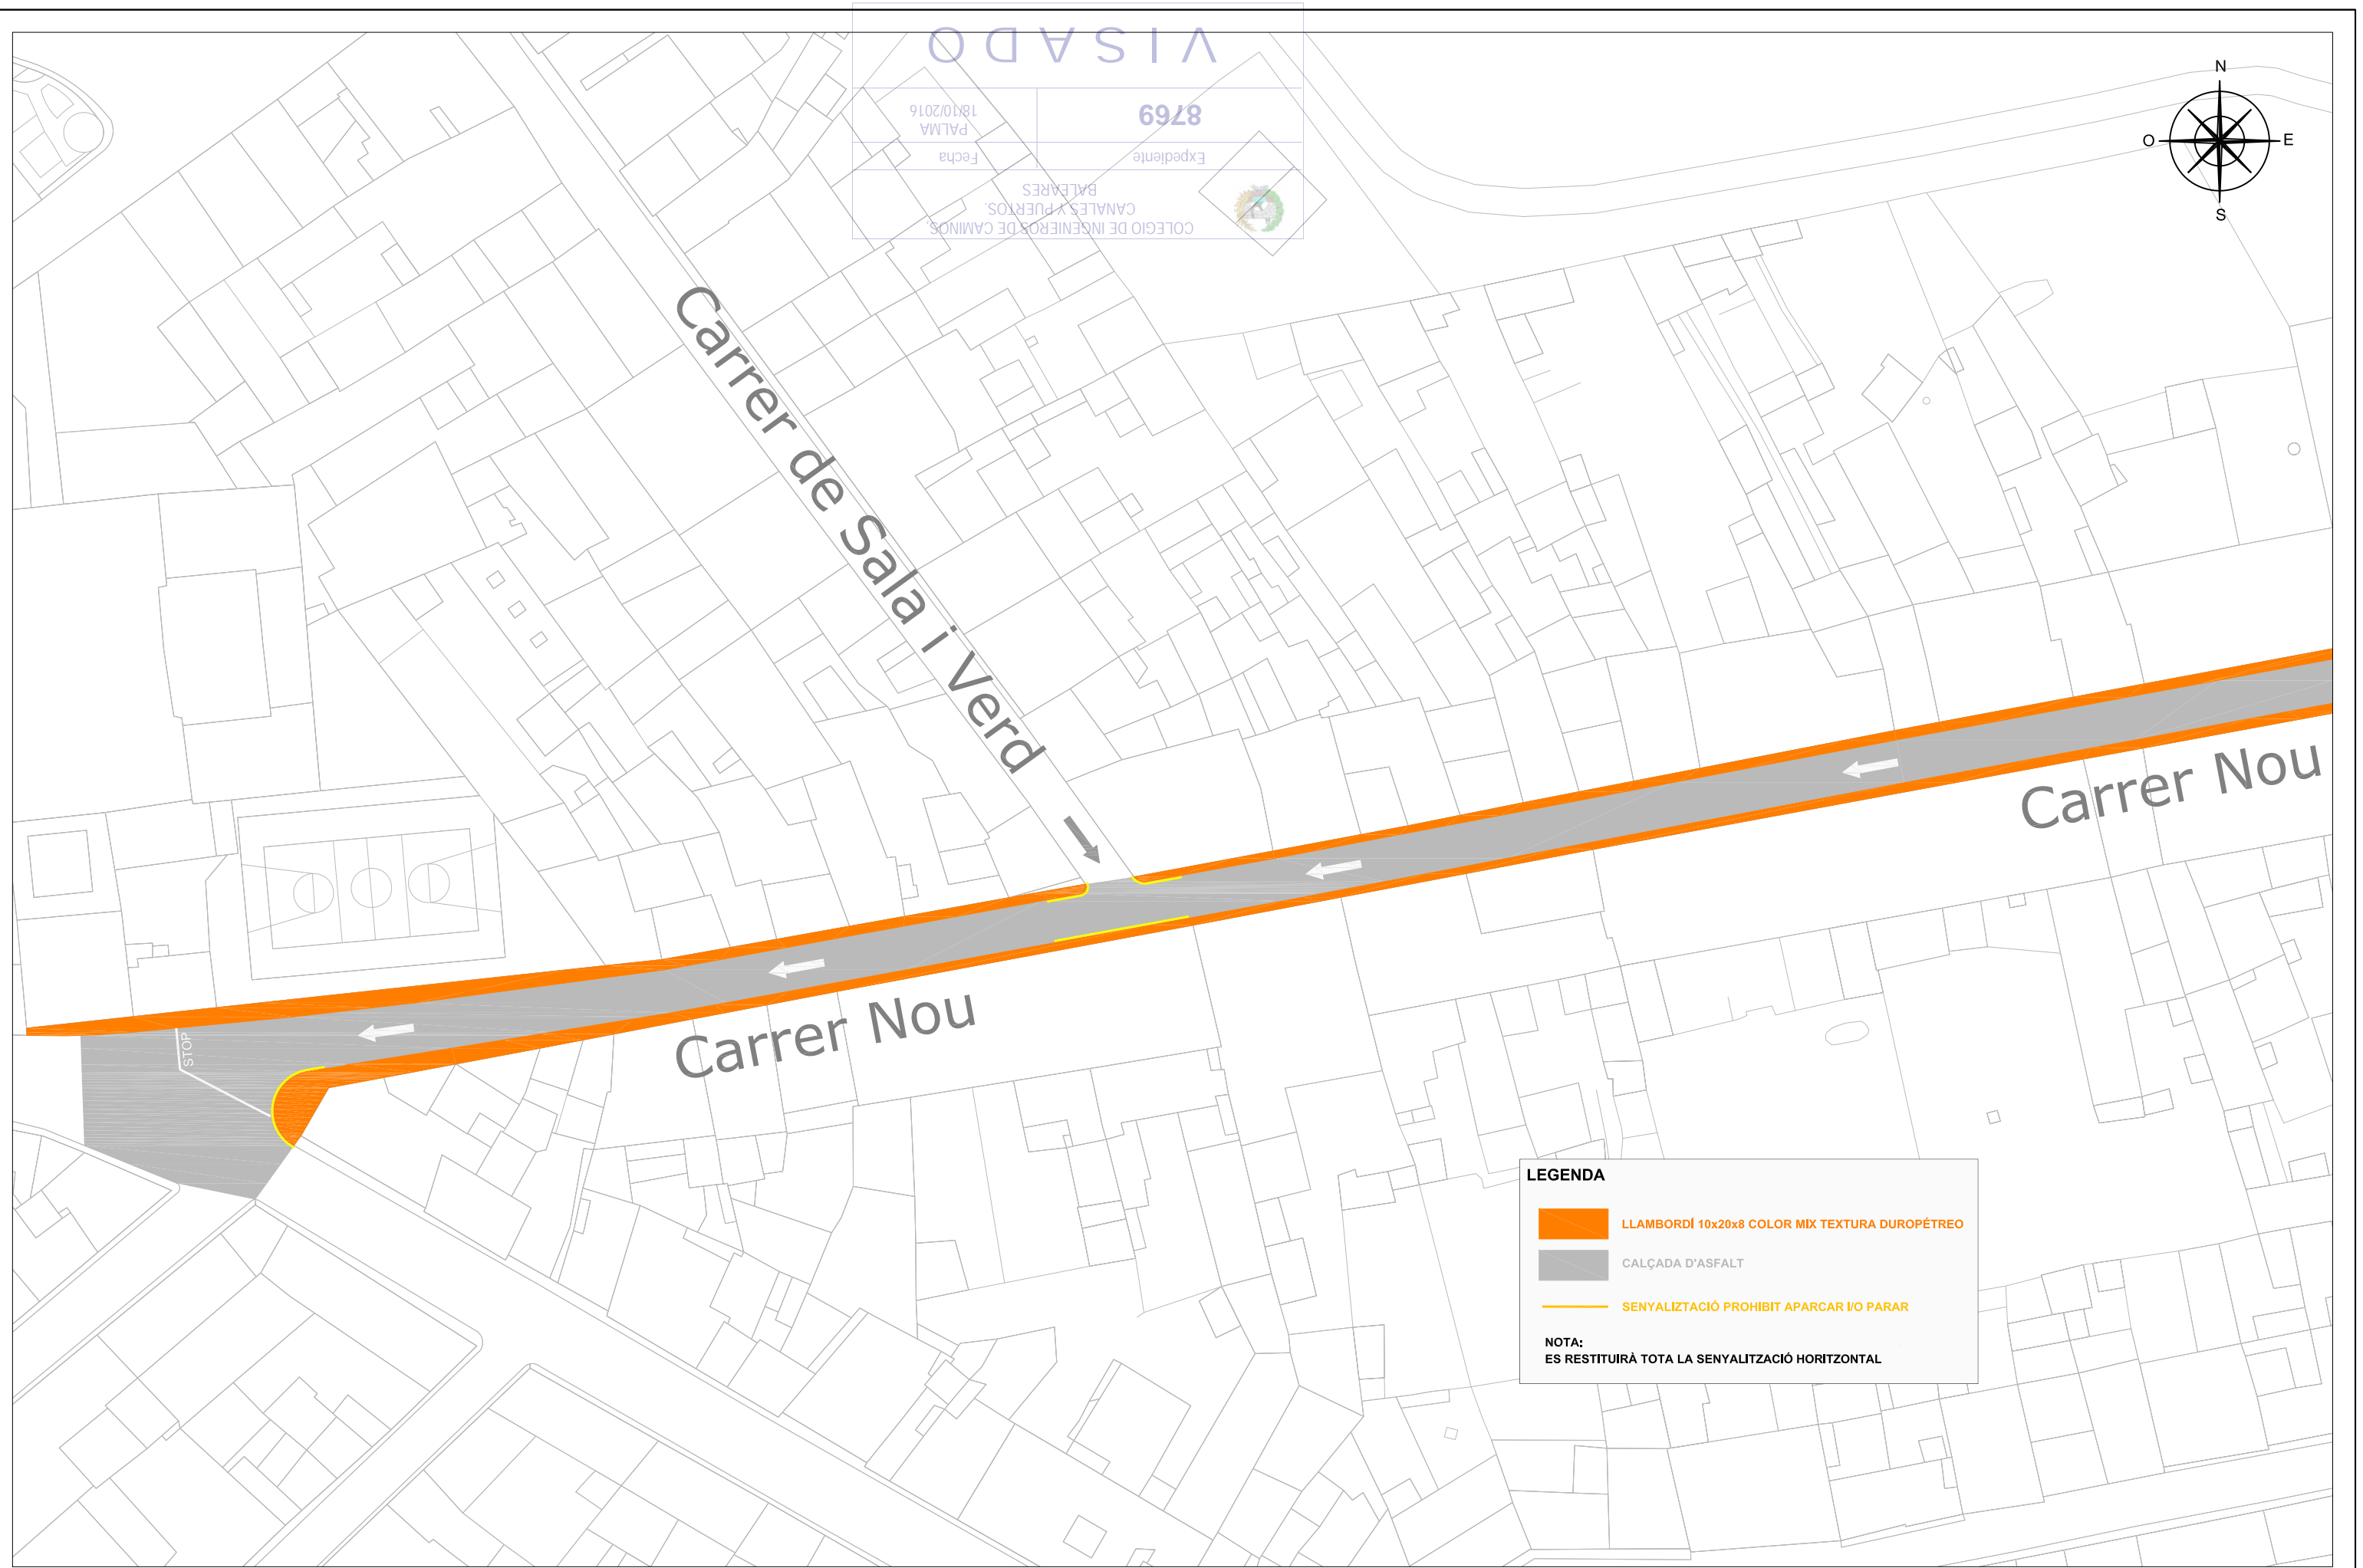 VISADO
8769
18/10/2016
PALMA
Expediente
Fecha
COLEGIO DE INGENIEROS DE CAMINOS,
CANALES Y PUERTOS.
BALEARES
N
O
E
S
Carrer de Sala i Verd
Carrer Nou
Carrer Nou
STOP
LEGENDA
LLAMBORDÍ 10x20x8 COLOR MIX TEXTURA DUROPÉTREO
CALÇADA D'ASFALT
SENYALIZTACIÓ PROHIBIT APARCAR I/O PARAR
NOTA:
ES RESTITUIRÀ TOTA LA SENYALITZACIÓ HORITZONTAL